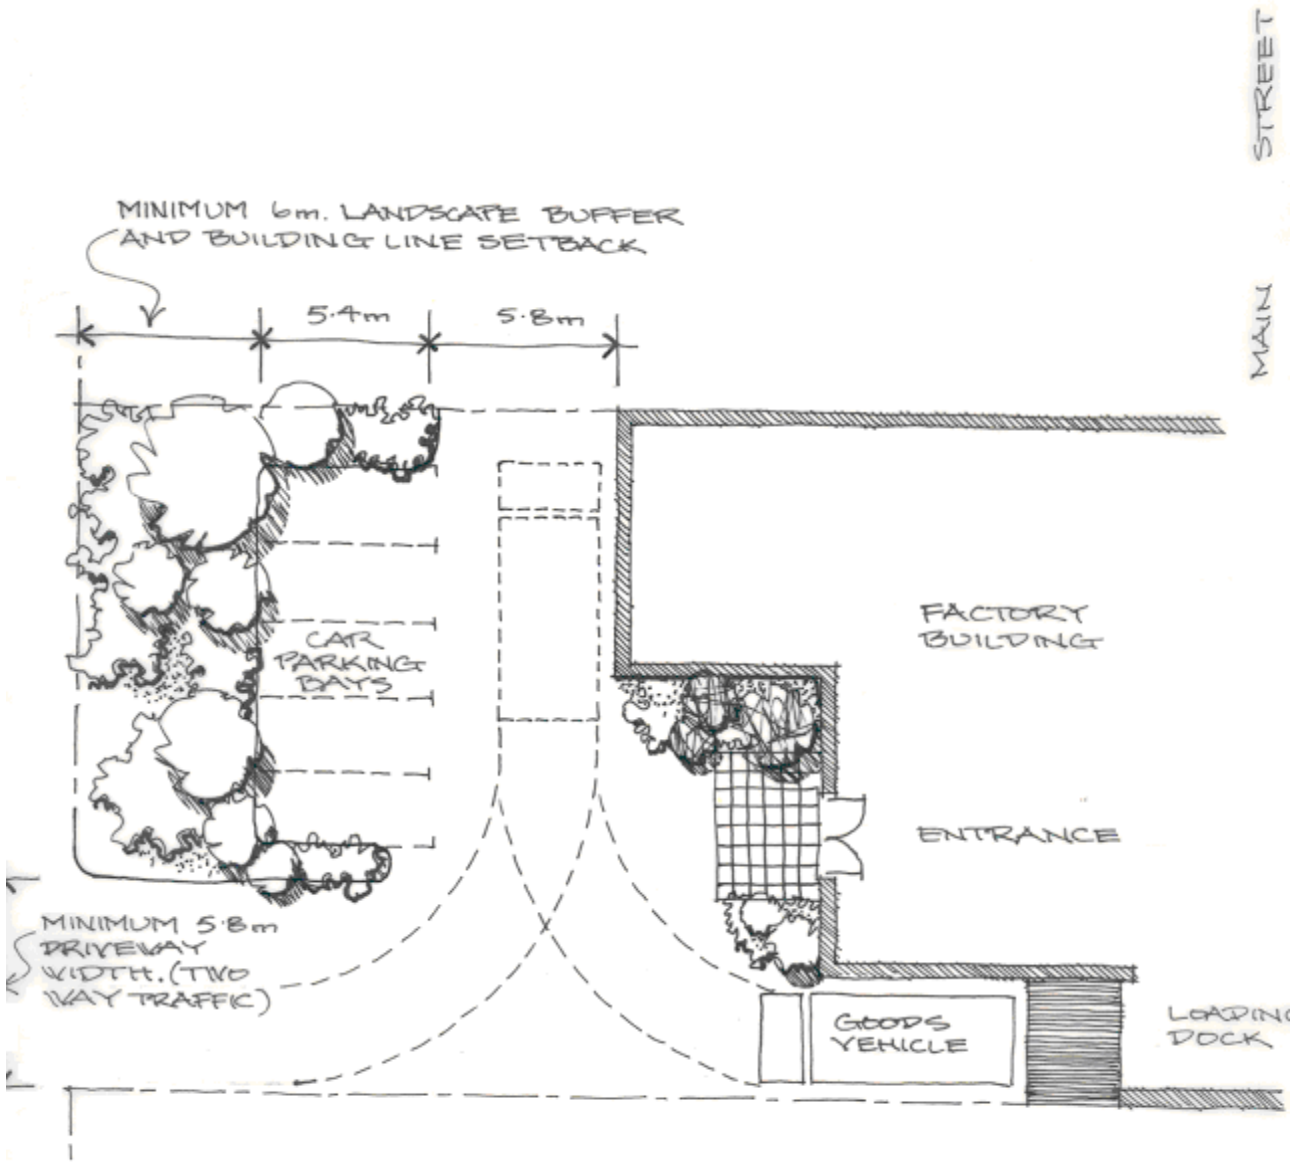 STREET
MAIN
MINIMUM 6m. LANDSCAPE BUFFER
AND BUILDING LINE SETBACK
5.4m
5.8m
FACTORY
BUILDING
CAR
PARKING
BAYS
ENTRANCE
MINIMUM 5.8m
DRIVEWAY
WIDTH. (TWO
WAY TRAFFIC)
GOODS
VEHICLE
LOADING
DOCK